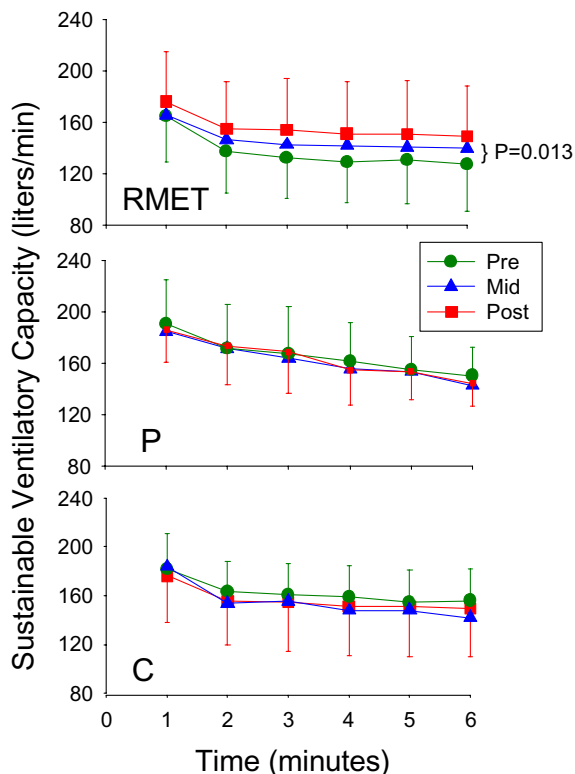 Sustainable Ventilatory Capacity (liters/min)
240
200
160
120
80
RMET
} P=0.013
Pre
Mid
Post
240
200
160
120
80
P
240
200
160
120
80
C
0 1 2 3 4 5 6
Time (minutes)